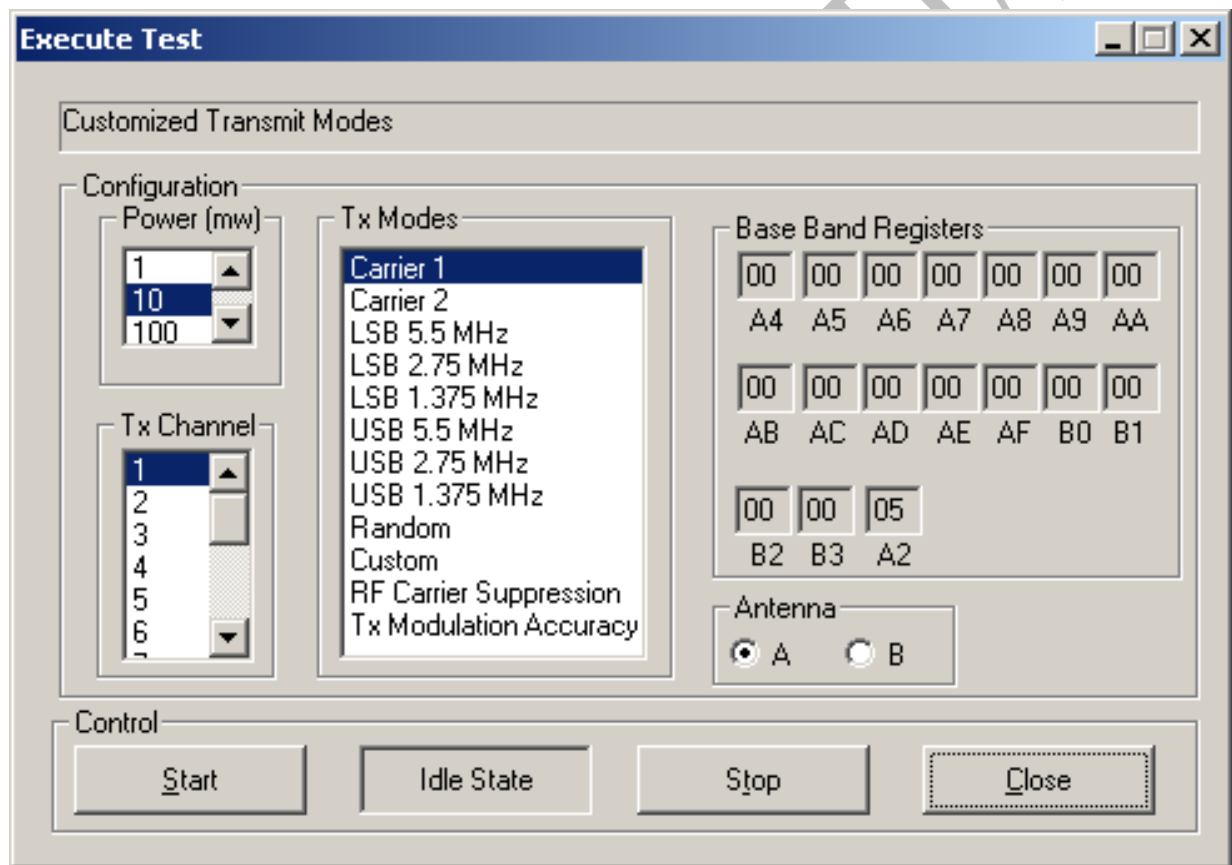 Execute Test
Customized Transmit Modes
Configuration
Power (mw)
1
10
100
Tx Channel
1
2
3
4
5
6
Tx Modes
Carrier 1
Carrier 2
LSB 5.5 MHz
LSB 2.75 MHz
LSB 1.375 MHz
USB 5.5 MHz
USB 2.75 MHz
USB 1.375 MHz
Random
Custom
RF Carrier Suppression
Tx Modulation Accuracy
Base Band Registers
00 00 00 00 00 00 00
A4 A5 A6 A7 A8 A9 AA
00 00 00 00 00 00 00
AB AC AD AE AF B0 B1
00 00 05
B2 B3 A2
Antenna
A B
Control
Start Idle State Stop Close